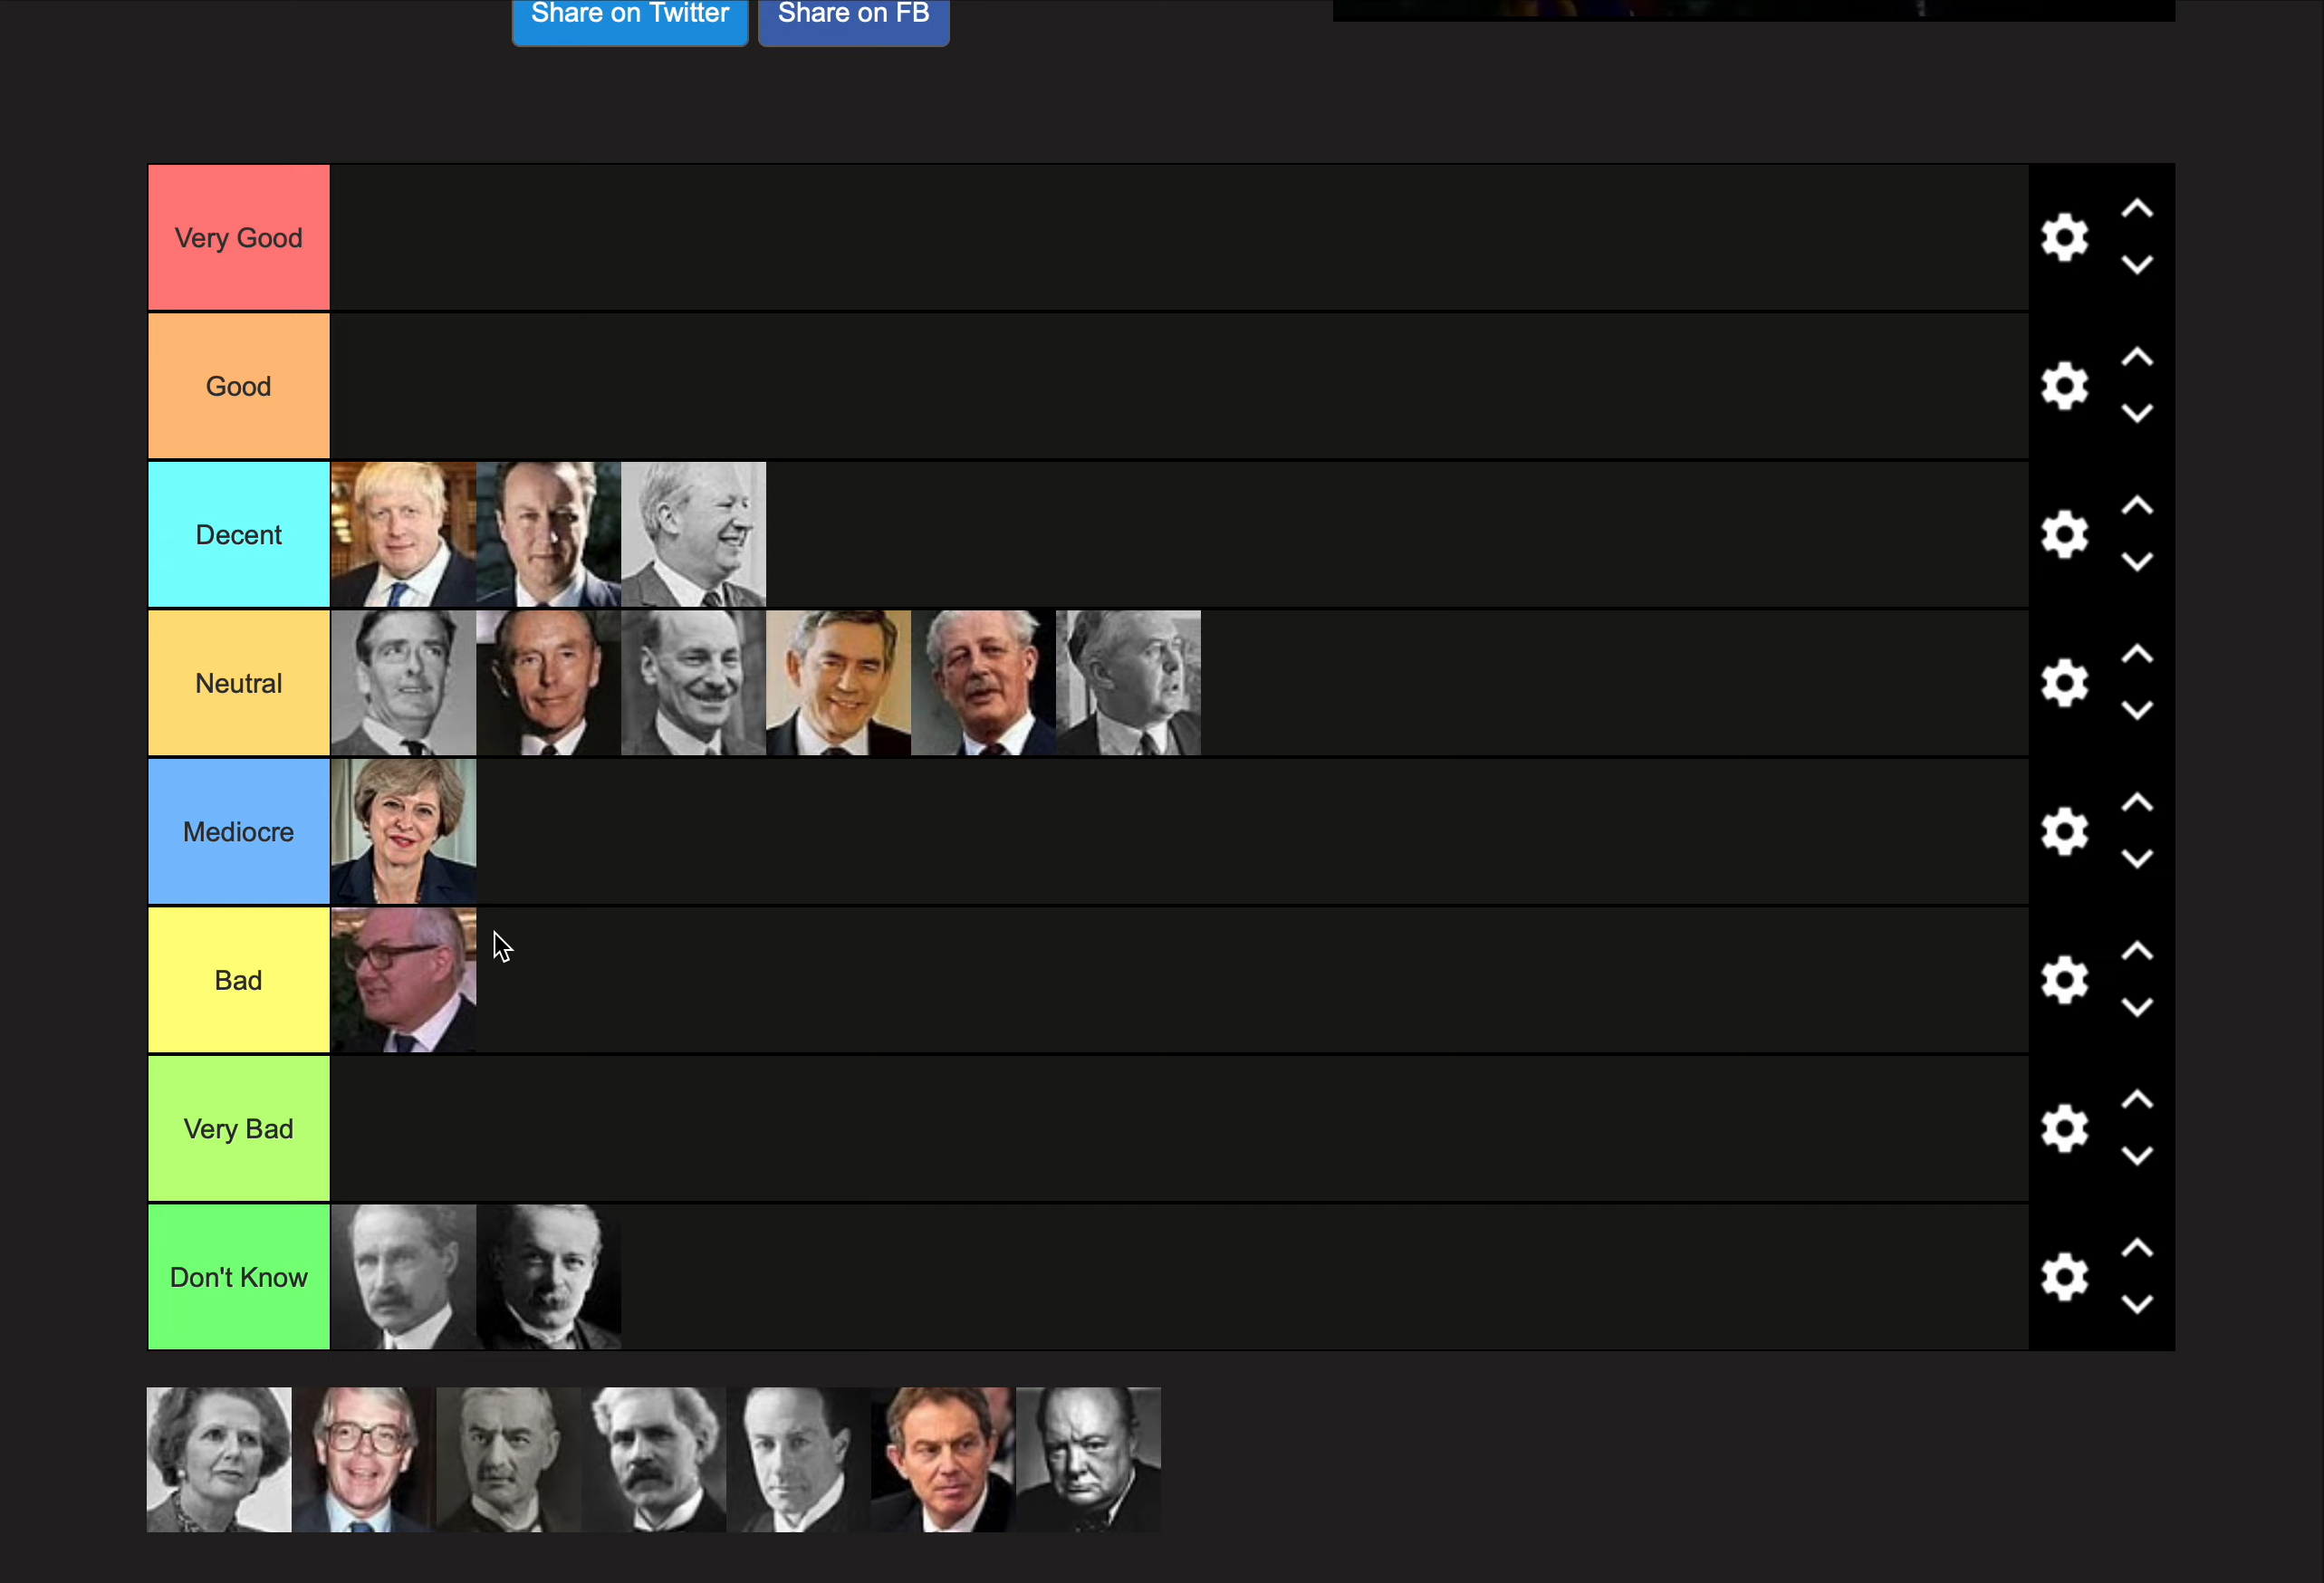 Share on Twitter
Share on FB
Very Good
Good
Decent
Neutral
Mediocre
Bad
Very Bad
Don't Know